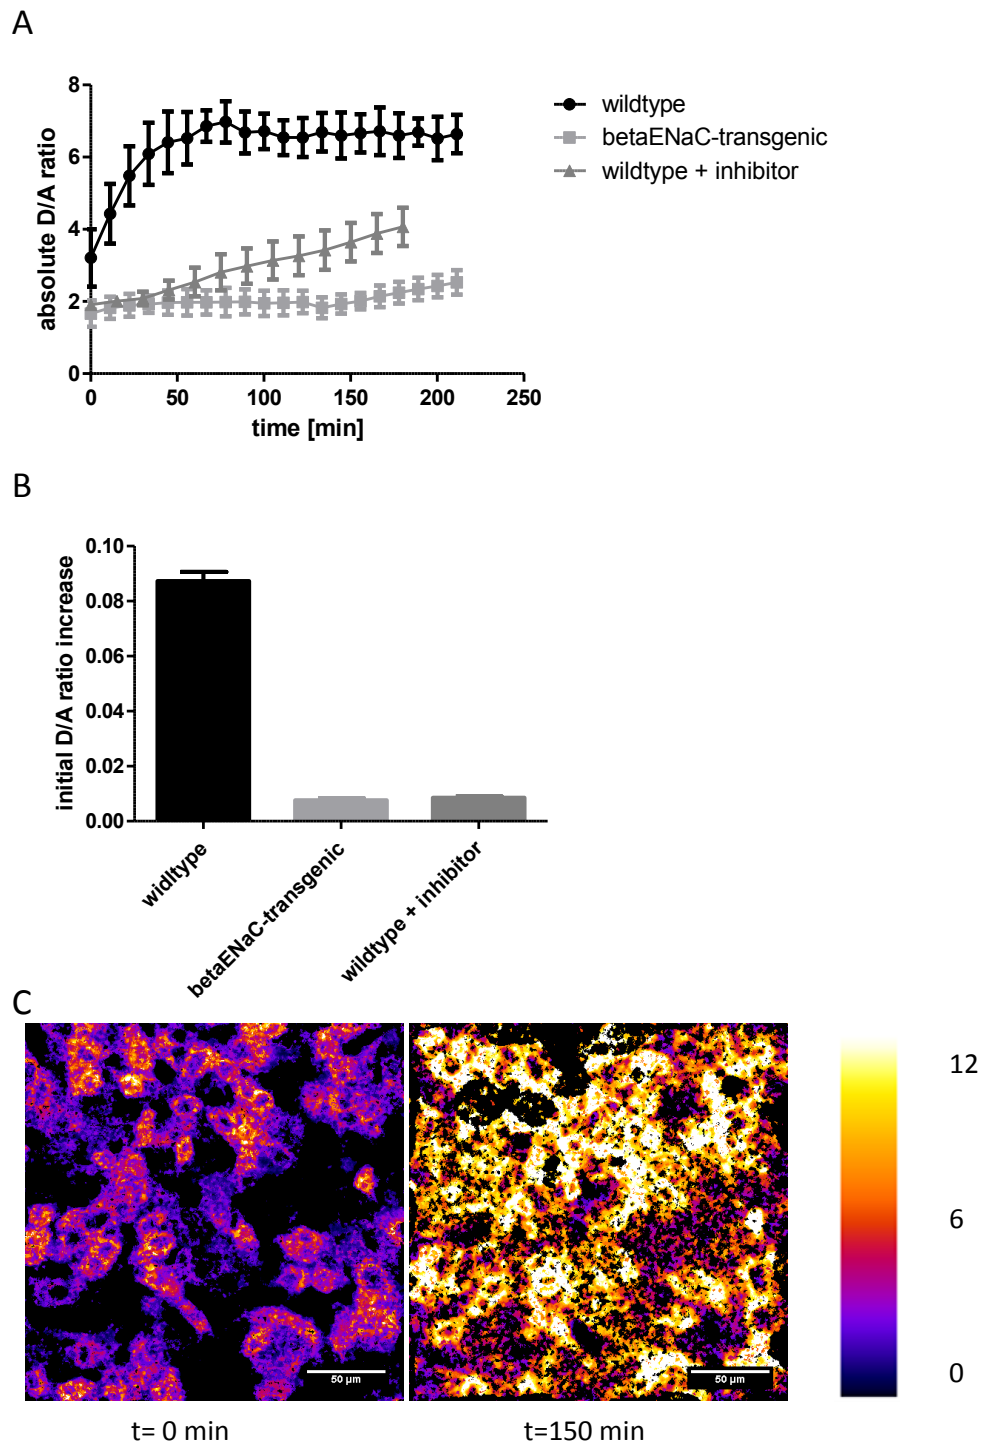 A
8
6
4
2
0
absolute D/A ratio
0 50 100 150 200 250
time [min]
wildtype
betaENaC-transgenic
wildtype + inhibitor
B
0.10
0.08
0.06
0.04
0.02
0.00
initial D/A ratio increase
widltype
betaENaC-transgenic
wildtype + inhibitor
C
50 µm
50 µm
12
6
0
t= 0 min
t=150 min